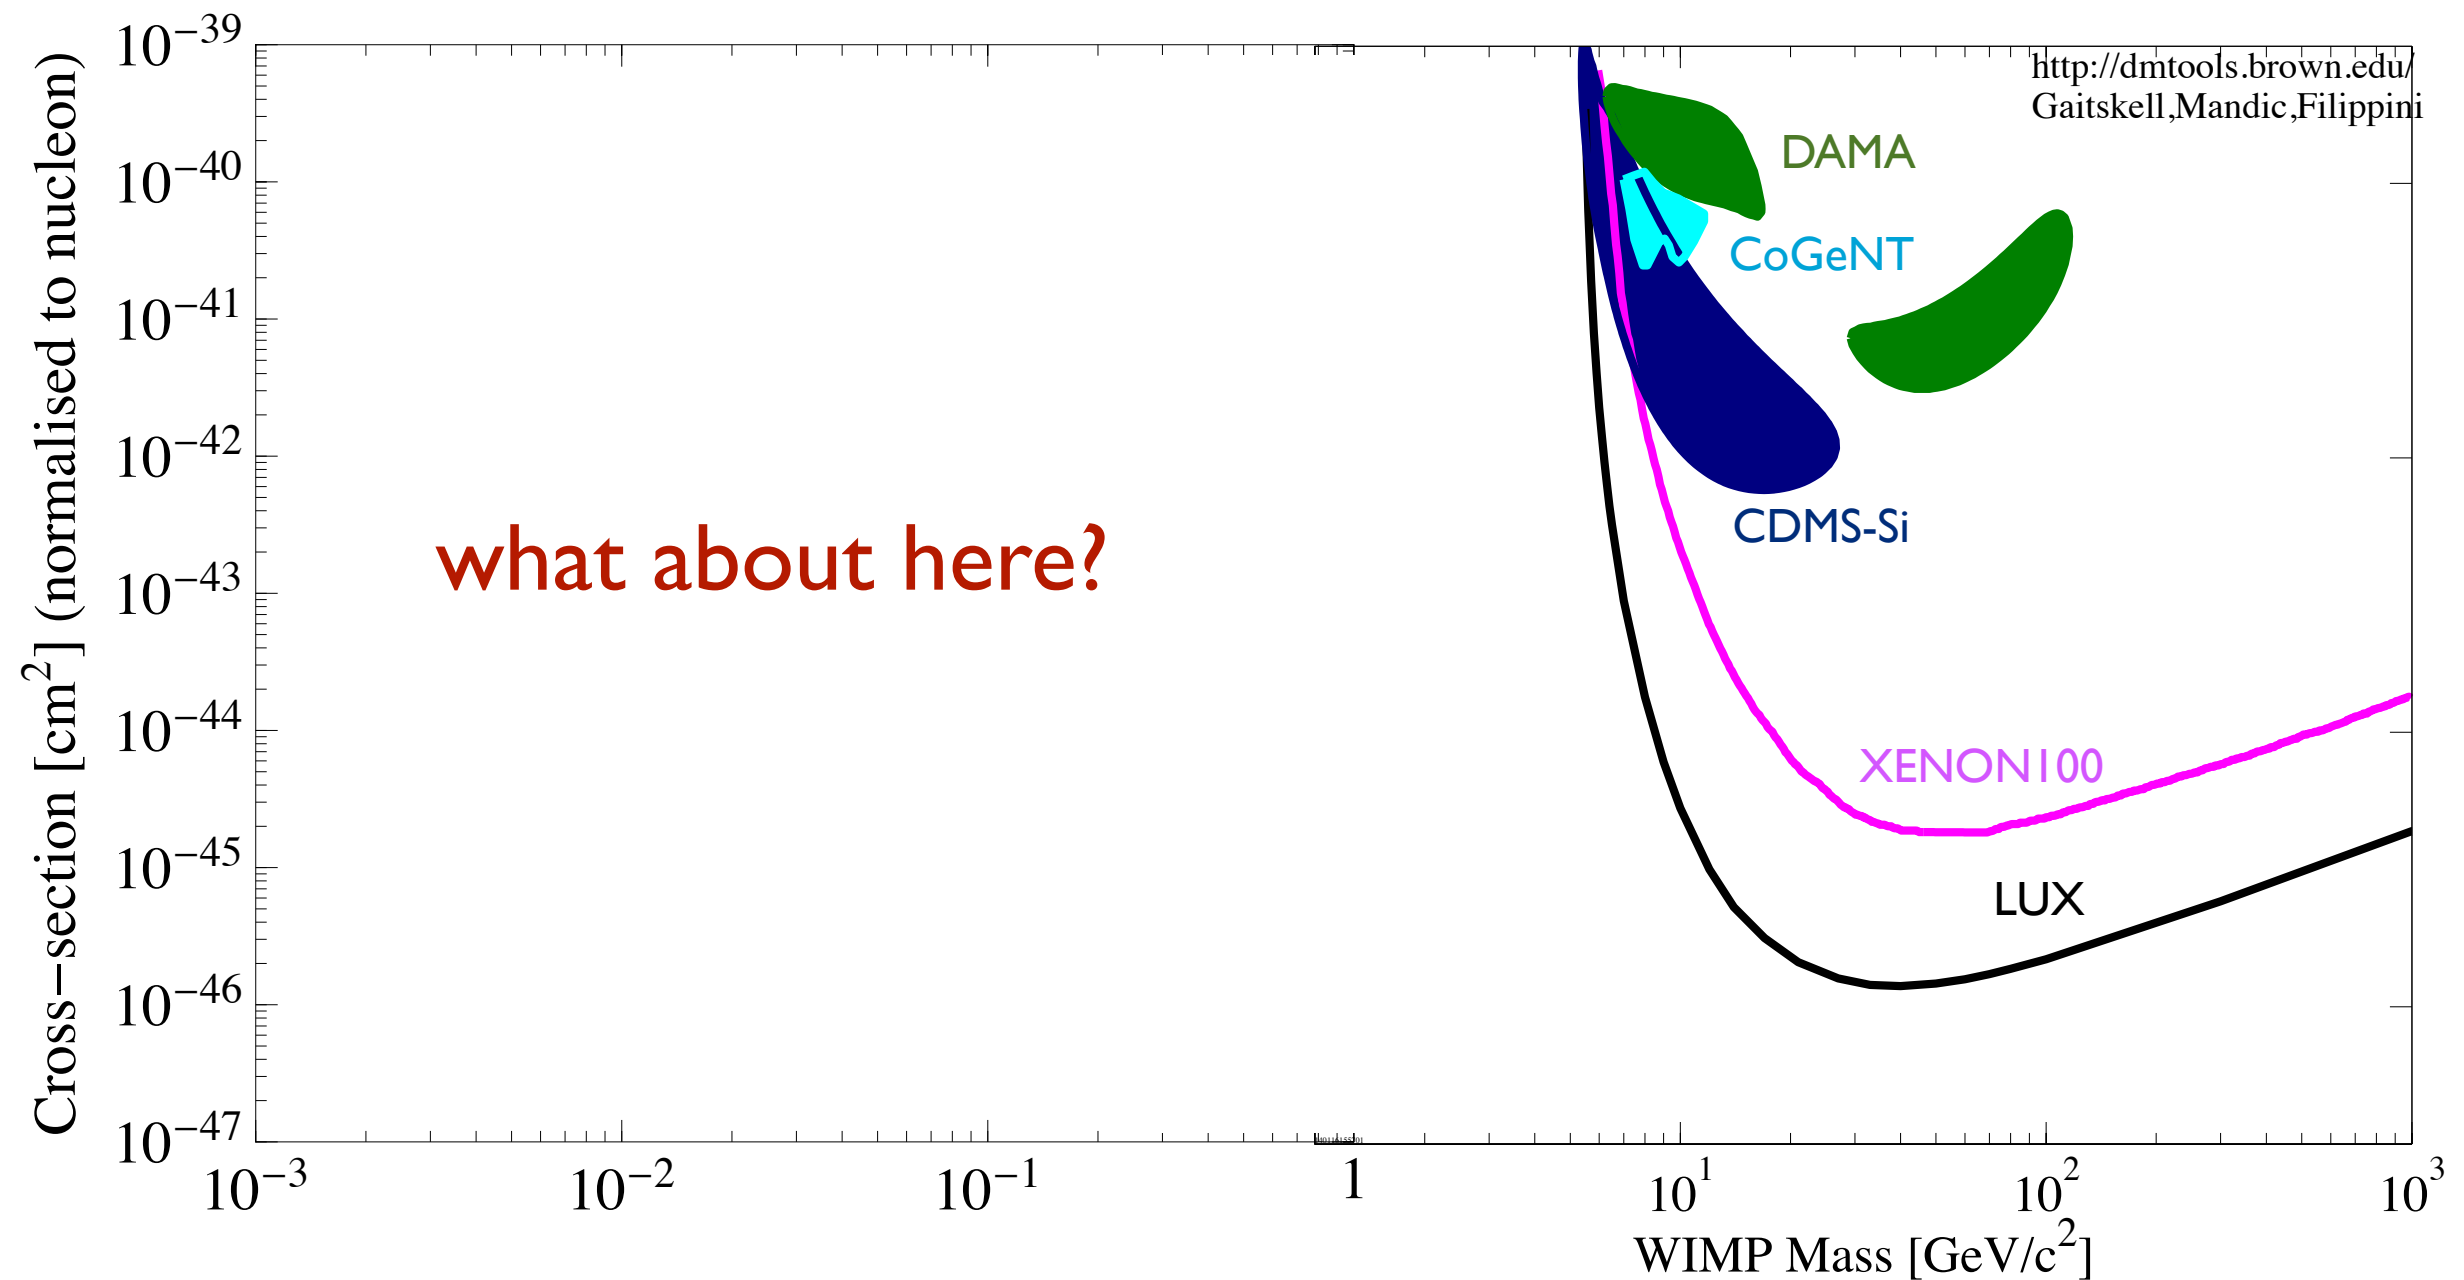 Cross−section [cm²] (normalised to nucleon)
10⁻³⁹
10⁻⁴⁰
10⁻⁴¹
10⁻⁴²
10⁻⁴³
10⁻⁴⁴
10⁻⁴⁵
10⁻⁴⁶
10⁻⁴⁷
http://dmtools.brown.edu/
Gaitskell,Mandic,Filippini
DAMA
CoGeNT
CDMS-Si
what about here?
XENON100
LUX
10⁻³ 10⁻² 10⁻¹ 1 10¹ 10² 10³
WIMP Mass [GeV/c²]